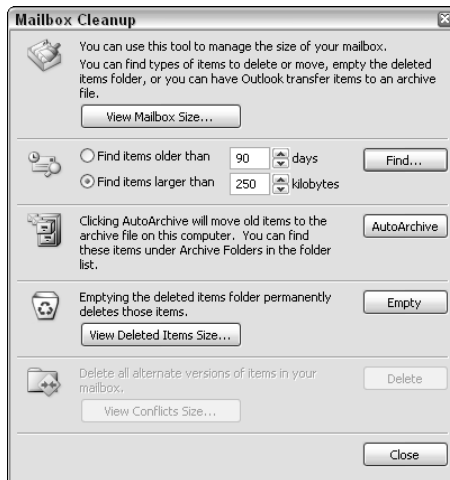 Mailbox Cleanup
You can use this tool to manage the size of your mailbox.
You can find types of items to delete or move, empty the deleted
items folder, or you can have Outlook transfer items to an archive
file.
View Mailbox Size...
Find items older than 90 days Find...
Find items larger than 250 kilobytes
Clicking AutoArchive will move old items to the AutoArchive
archive file on this computer. You can find
these items under Archive Folders in the folder
list.
Emptying the deleted items folder permanently Empty
deletes those items.
View Deleted Items Size...
Delete all alternate versions of items in your Delete
mailbox.
View Conflicts Size...
Close